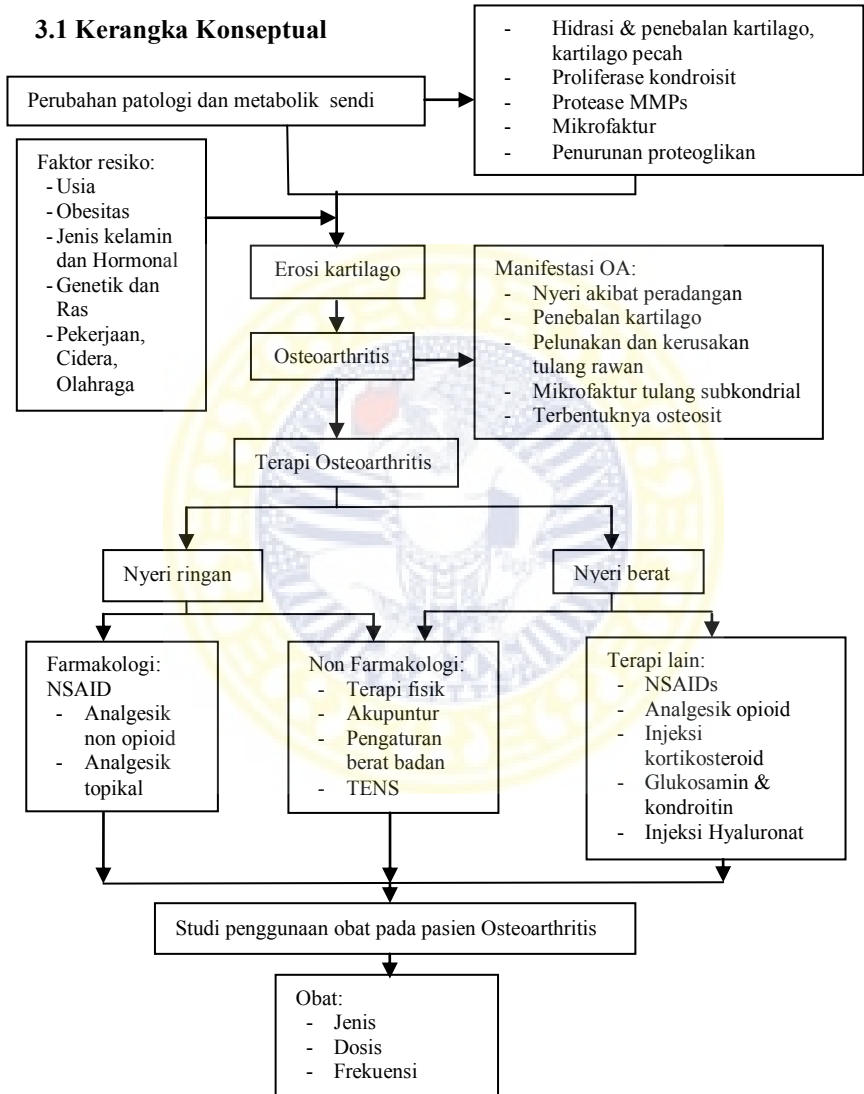 3.1 Kerangka Konseptual
- Hidrasi & penebalan kartilago,
kartilago pecah
- Proliferase kondroisit
- Protease MMPs
- Mikrofaktur
- Penurunan proteoglikan
Perubahan patologi dan metabolik sendi
Faktor resiko:
- Usia
- Obesitas
- Jenis kelamin
dan Hormonal
- Genetik dan
Ras
- Pekerjaan,
Cidera,
Olahraga
Erosi kartilago
Osteoarthritis
Manifestasi OA:
- Nyeri akibat peradangan
- Penebalan kartilago
- Pelunakan dan kerusakan
tulang rawan
- Mikrofaktur tulang subkondrial
- Terbentuknya osteosit
Terapi Osteoarthritis
Nyeri ringan
Nyeri berat
Farmakologi:
NSAID
- Analgesik
non opioid
- Analgesik
topikal
Non Farmakologi:
- Terapi fisik
- Akupuntur
- Pengaturan
berat badan
- TENS
Terapi lain:
- NSAIDs
- Analgesik opioid
- Injeksi
kortikosteroid
- Glukosamin &
kondroitin
- Injeksi Hyaluronat
Studi penggunaan obat pada pasien Osteoarthritis
Obat:
- Jenis
- Dosis
- Frekuensi